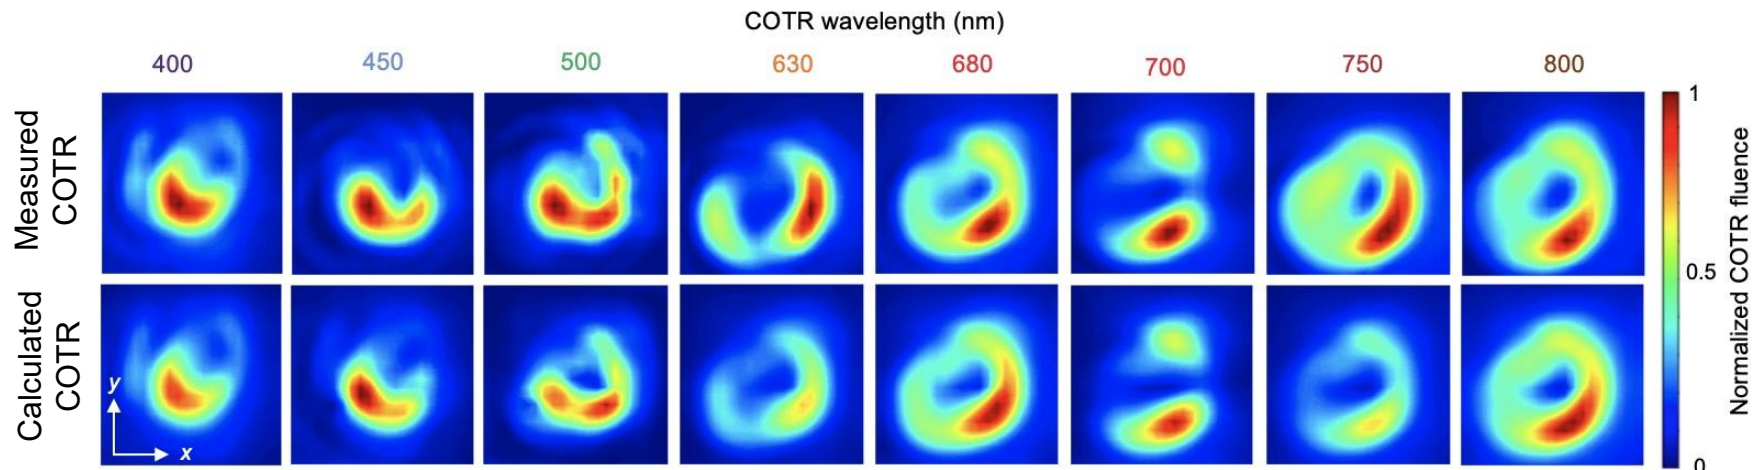 COTR wavelength (nm)
400 450 500 630 680 700 750 800
Measured
COTR
Calculated
COTR
y
x
1
0.5
0
Normalized COTR fluence